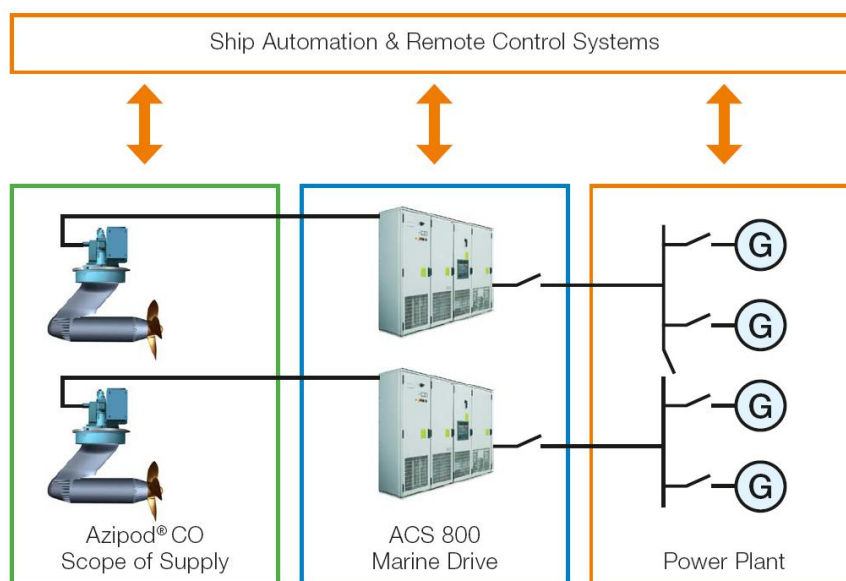 Ship Automation & Remote Control Systems
G
G
G
G
Azipod® CO
Scope of Supply
ACS 800
Marine Drive
Power Plant